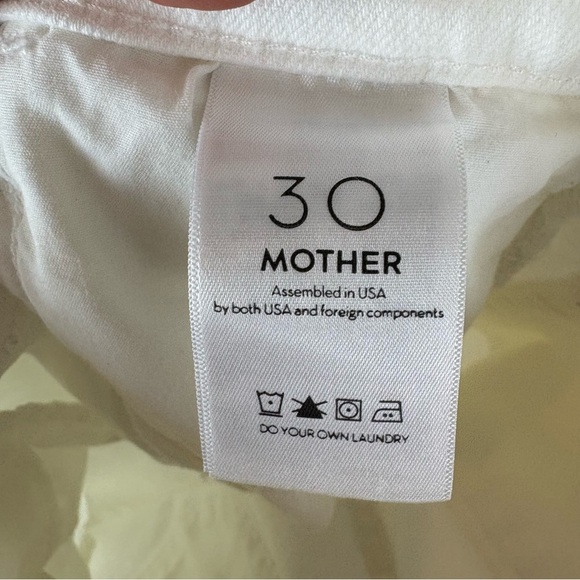 30
MOTHER
Assembled in USA
by both USA and foreign components
DO YOUR OWN LAUNDRY